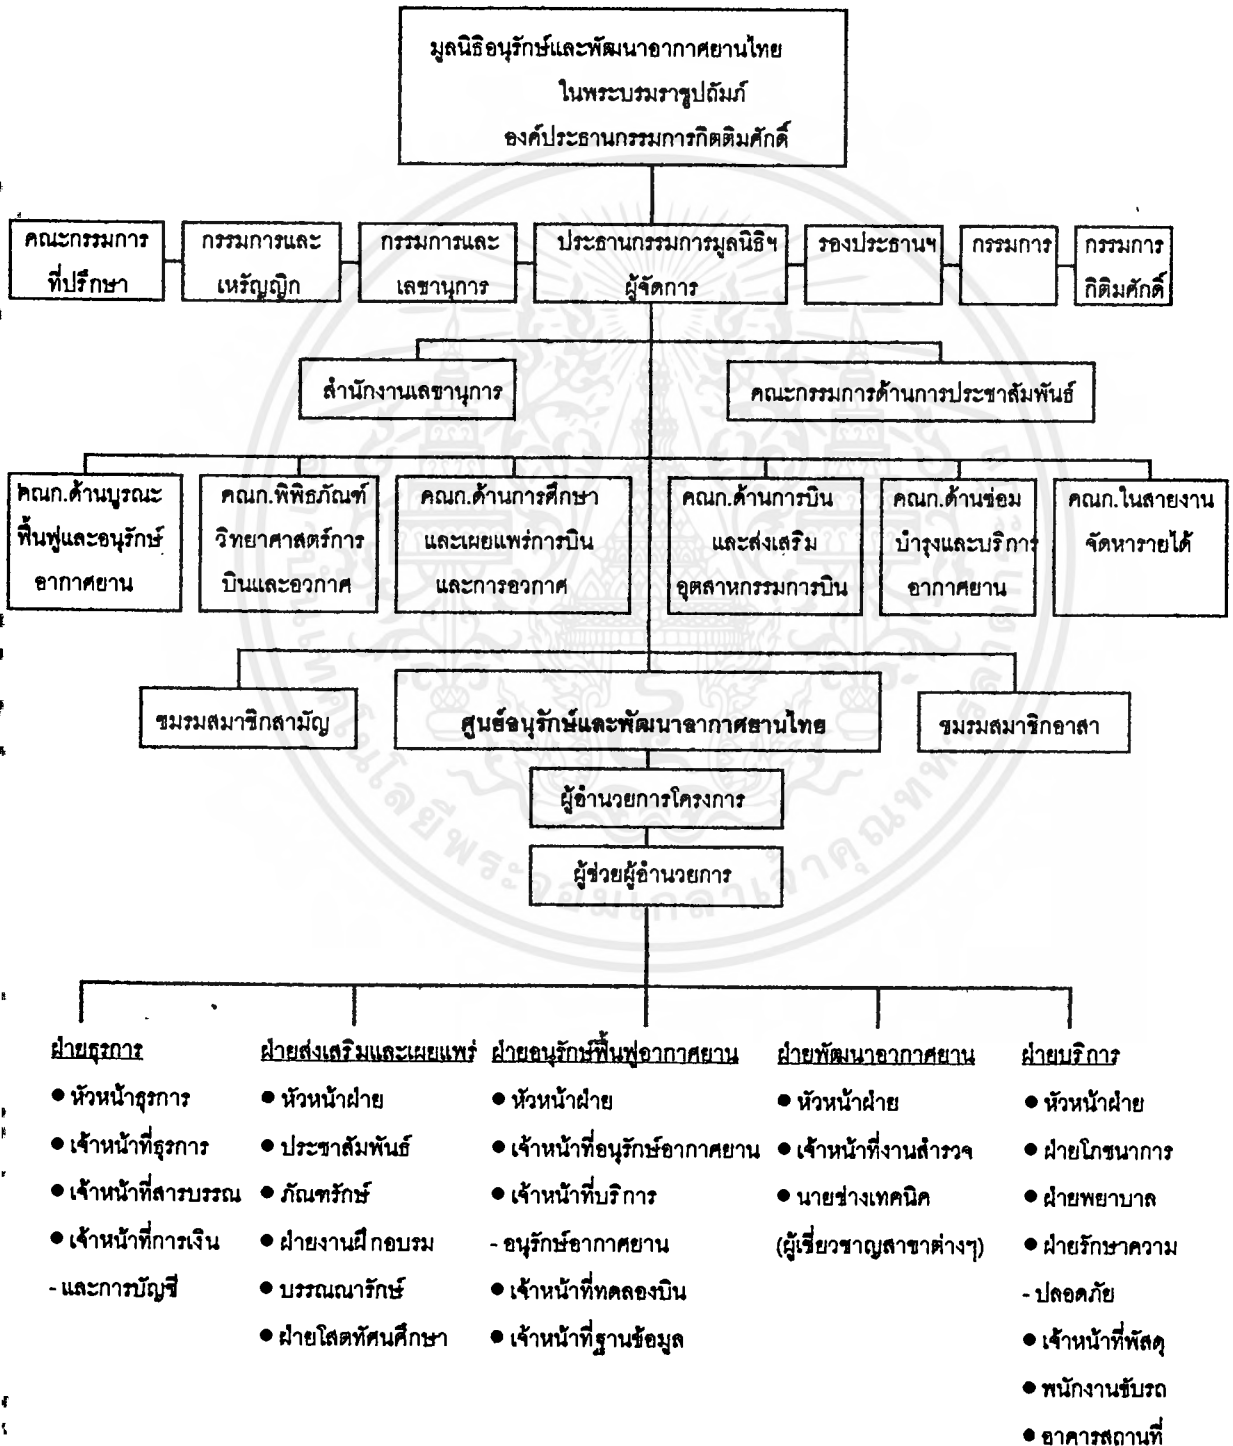 มูลนิธิอนุรักษ์และพัฒนาอากาศยานไทย
ในพระบรมราชูปถัมภ์
องค์ประธานกรรมการกิตติมศักดิ์
คณะกรรมการ
ที่ปรึกษา
กรรมการและ
เหรัญญิก
กรรมการและ
เลขานุการ
ประธานกรรมการมูลนิธิฯ
ผู้จัดการ
รองประธานฯ
กรรมการ
กรรมการ
กิติมศักดิ์
สำนักงานเลขานุการ
คณะกรรมการด้านการประชาสัมพันธ์
คณก.ด้านบูรณะ
ฟื้นฟูและอนุรักษ์
อากาศยาน
คณก.พิพิธภัณฑ์
วิทยาศาสตร์การ
บินและอวกาศ
คณก.ด้านการศึกษา
และเผยแพร่การบิน
และการอวกาศ
คณก.ด้านการบิน
และส่งเสริม
อุตสาหกรรมการบิน
คณก.ด้านซ่อม
บำรุงและบริการ
อากาศยาน
คณก.ในสายงาน
จัดหารายได้
ชมรมสมาชิกสามัญ
ศูนย์อนุรักษ์และพัฒนาอากาศยานไทย
ชมรมสมาชิกอาสา
ผู้อำนวยการโครงการ
ผู้ช่วยผู้อำนวยการ
ฝ่ายธุรการ
● หัวหน้าธุรการ
● เจ้าหน้าที่ธุรการ
● เจ้าหน้าที่สารบรรณ
● เจ้าหน้าที่การเงิน
- และการบัญชี
ฝ่ายส่งเสริมและเผยแพร่
● หัวหน้าฝ่าย
● ประชาสัมพันธ์
● ภัณฑรักษ์
● ฝ่ายงานฝึกอบรม
● บรรณณารักษ์
● ฝ่ายโสตทัศนศึกษา
ฝ่ายอนุรักษ์ฟื้นฟูอากาศยาน
● หัวหน้าฝ่าย
● เจ้าหน้าที่อนุรักษ์อากาศยาน
● เจ้าหน้าที่บริการ
- อนุรักษ์อากาศยาน
● เจ้าหน้าที่ทดลองบิน
● เจ้าหน้าที่ฐานข้อมูล
ฝ่ายพัฒนาอากาศยาน
● หัวหน้าฝ่าย
● เจ้าหน้าที่งานสำรวจ
● นายช่างเทคนิค
(ผู้เชี่ยวชาญสาขาต่างๆ)
ฝ่ายบริการ
● หัวหน้าฝ่าย
● ฝ่ายโภชนาการ
● ฝ่ายพยาบาล
● ฝ่ายรักษาความ
- ปลอดภัย
● เจ้าหน้าที่พัสดุ
● พนักงานขับรถ
● อาคารสถานที่